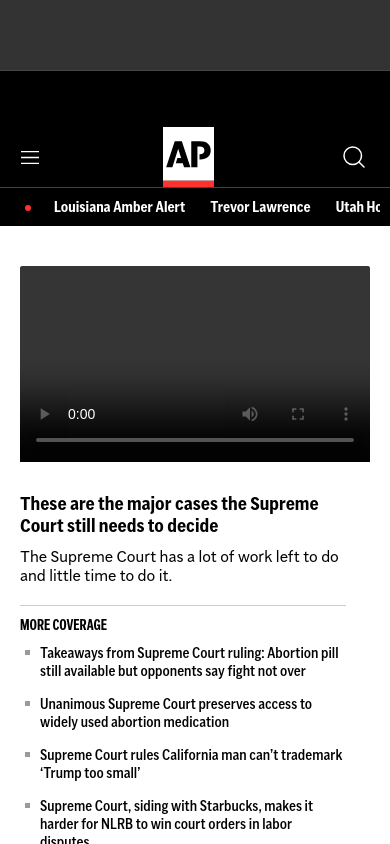 AP
Louisiana Amber Alert Trevor Lawrence Utah Hc
0:00
These are the major cases the Supreme
Court still needs to decide
The Supreme Court has a lot of work left to do
and little time to do it.
MORE COVERAGE
Takeaways from Supreme Court ruling: Abortion pill
still available but opponents say fight not over
Unanimous Supreme Court preserves access to
widely used abortion medication
Supreme Court rules California man can’t trademark
‘Trump too small’
Supreme Court, siding with Starbucks, makes it
harder for NLRB to win court orders in labor
disputes